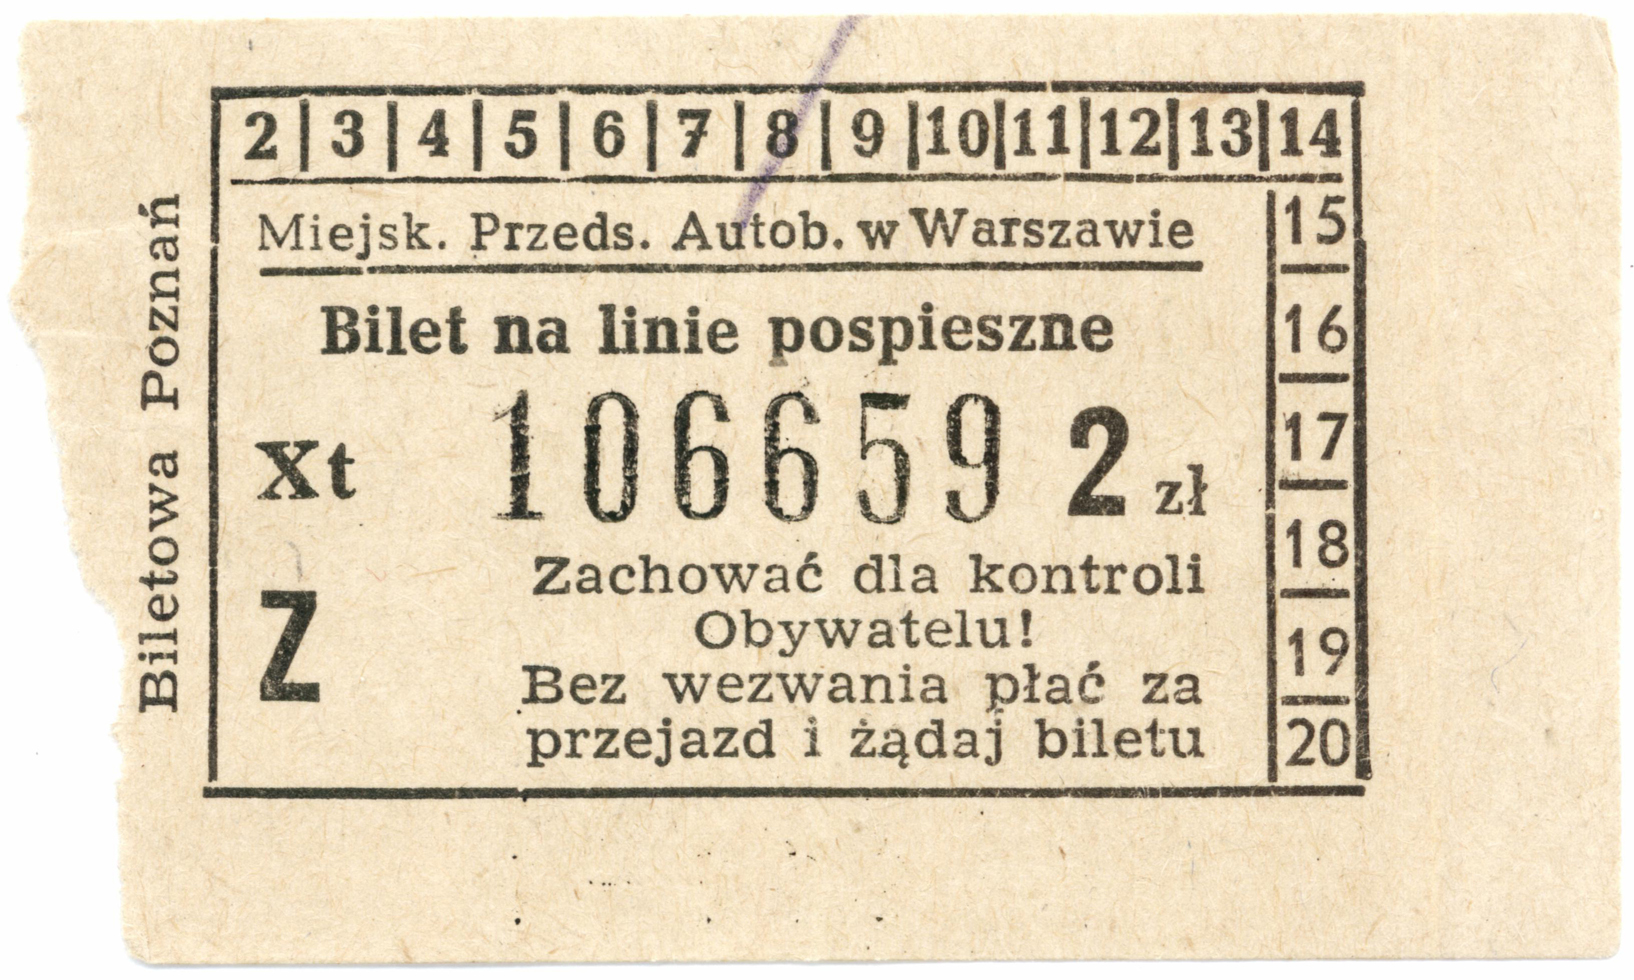 2 | 3 | 4 | 5 | 6 | 7 | 8 | 9 | 10 | 11 | 12 | 13 | 14
Miejsk. Przeds. Autob. w Warszawie
Bilet na linie pospieszne
Xt 106659 2 zł
Z
Zachować dla kontroli
Obywatelu!
Bez wezwania płać za
przejazd i żądaj biletu
15
16
17
18
19
20
Biletowa Poznań